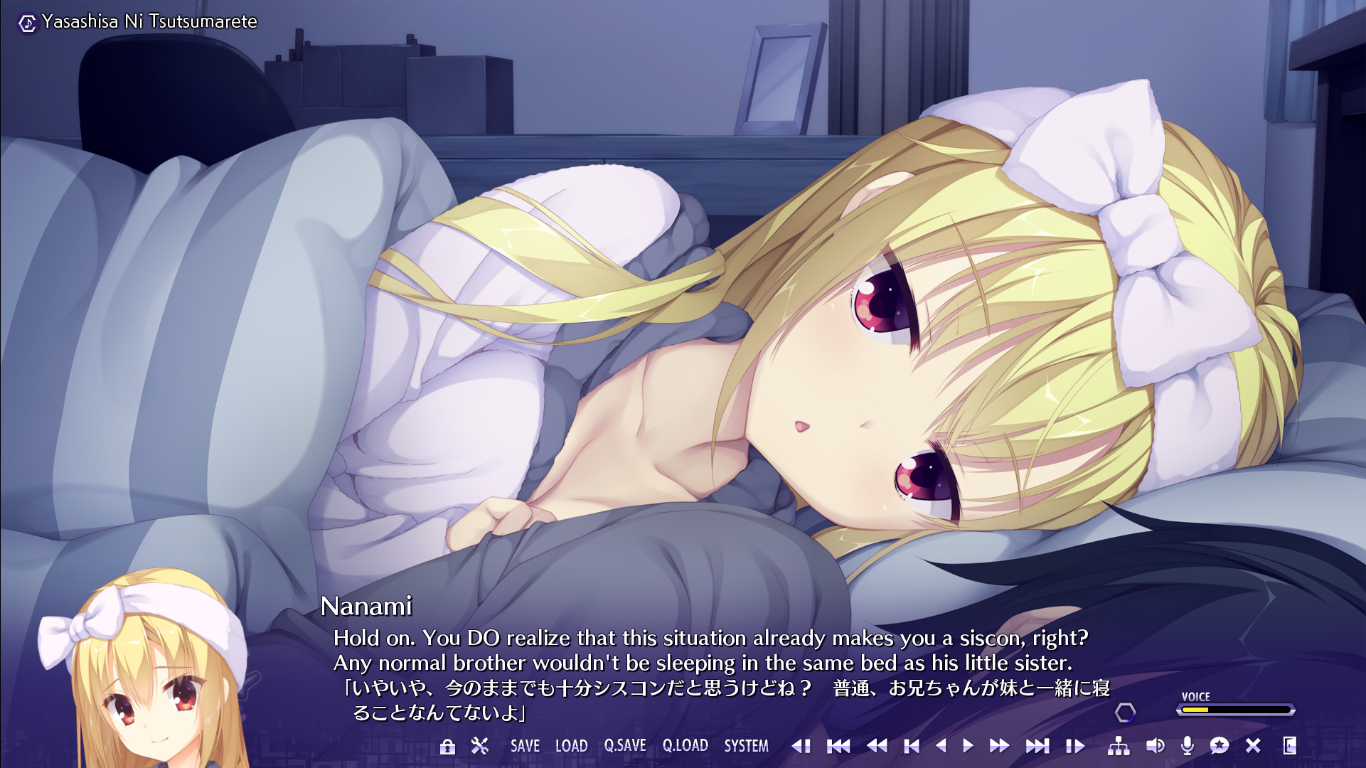 Yasashisa Ni Tsutsumarete
Nanami
Hold on. You DO realize that this situation already makes you a siscon, right?
Any normal brother wouldn't be sleeping in the same bed as his little sister.
「いやいや、今のままでも十分シスコンだと思うけどね？　普通、お兄ちゃんが妹と一緒に寝
ることなんてないよ」
VOICE
SAVE LOAD Q.SAVE Q.LOAD SYSTEM